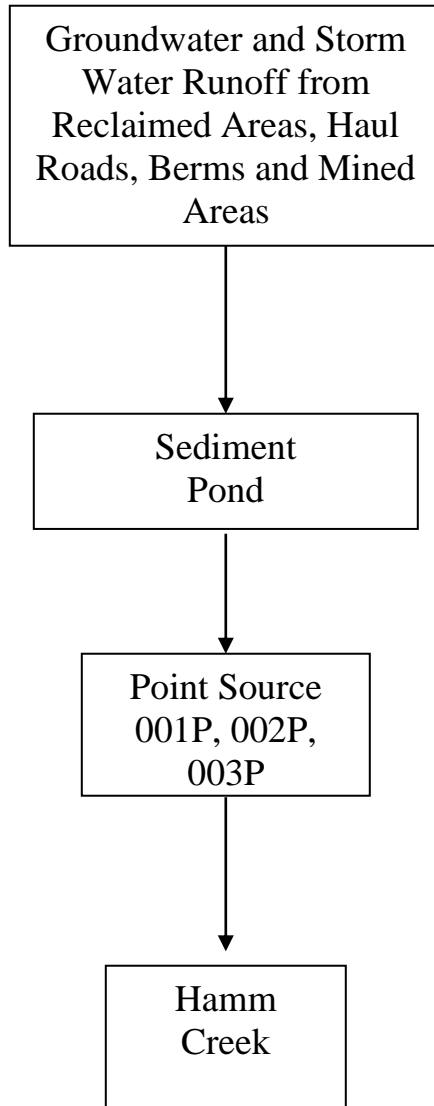 Groundwater and Storm
Water Runoff from
Reclaimed Areas, Haul
Roads, Berms and Mined
Areas
Sediment
Pond
Point Source
001P, 002P,
003P
Hamm
Creek